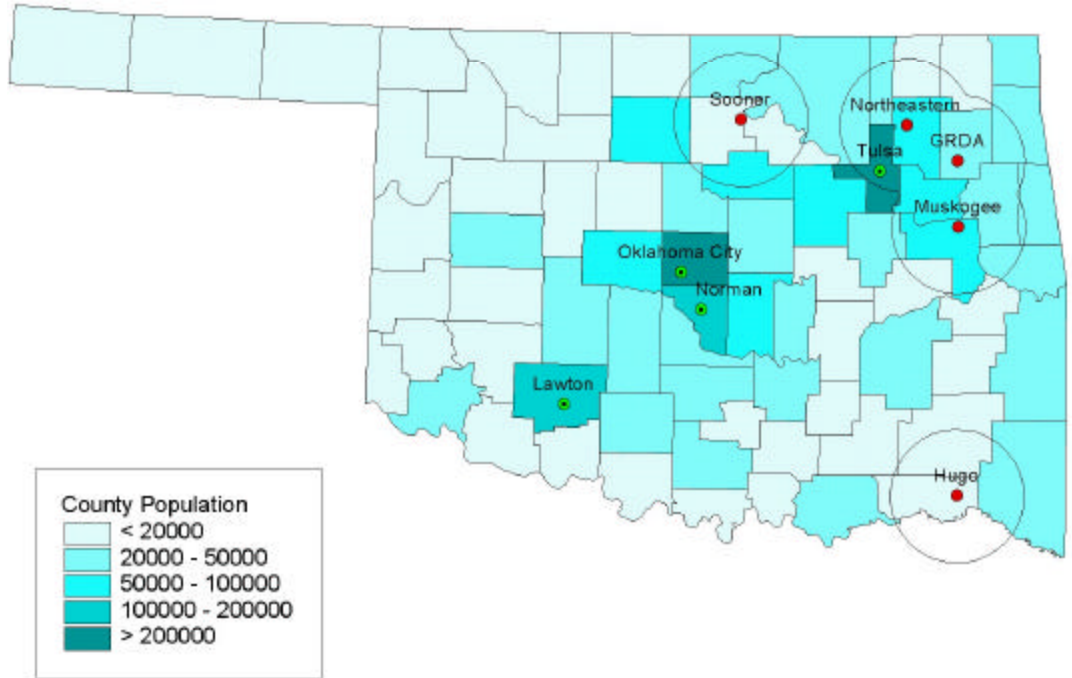 Sooner
Northeastern
GRDA
Tulsa
Muskogee
Oklahoma City
Norman
Lawton
Hugo
County Population
< 20000
20000 - 50000
50000 - 100000
100000 - 200000
> 200000